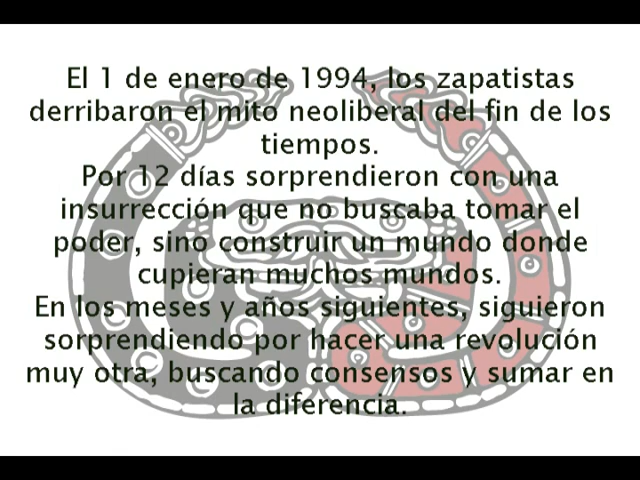 El 1 de enero de 1994, los zapatistas
derribaron el mito neoliberal del fin de los
tiempos.
Por 12 días sorprendieron con una
insurrección que no buscaba tomar el
poder, sino construir un mundo donde
cupieran muchos mundos.
En los meses y años siguientes, siguieron
sorprendiendo por hacer una revolución
muy otra, buscando consensos y sumar en
la diferencia.